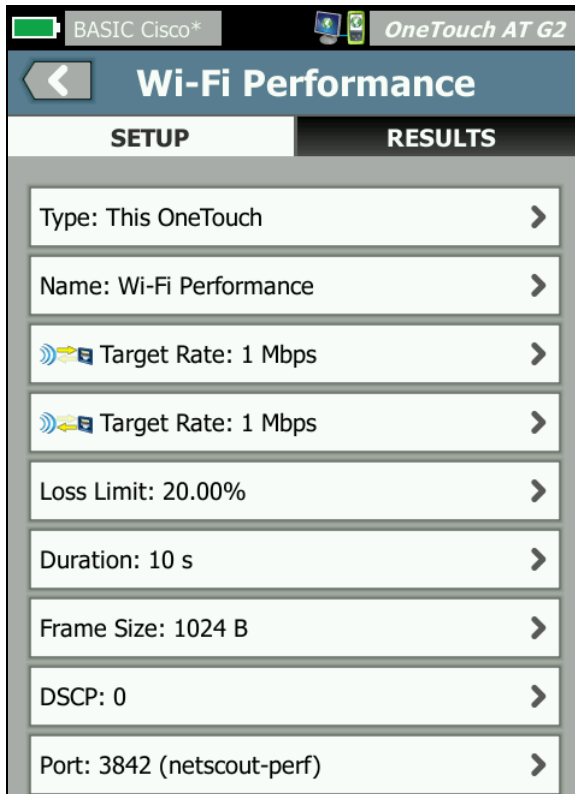 BASIC Cisco*
OneTouch AT G2
Wi-Fi Performance
SETUP
RESULTS
Type: This OneTouch
Name: Wi-Fi Performance
Target Rate: 1 Mbps
Target Rate: 1 Mbps
Loss Limit: 20.00%
Duration: 10 s
Frame Size: 1024 B
DSCP: 0
Port: 3842 (netscout-perf)